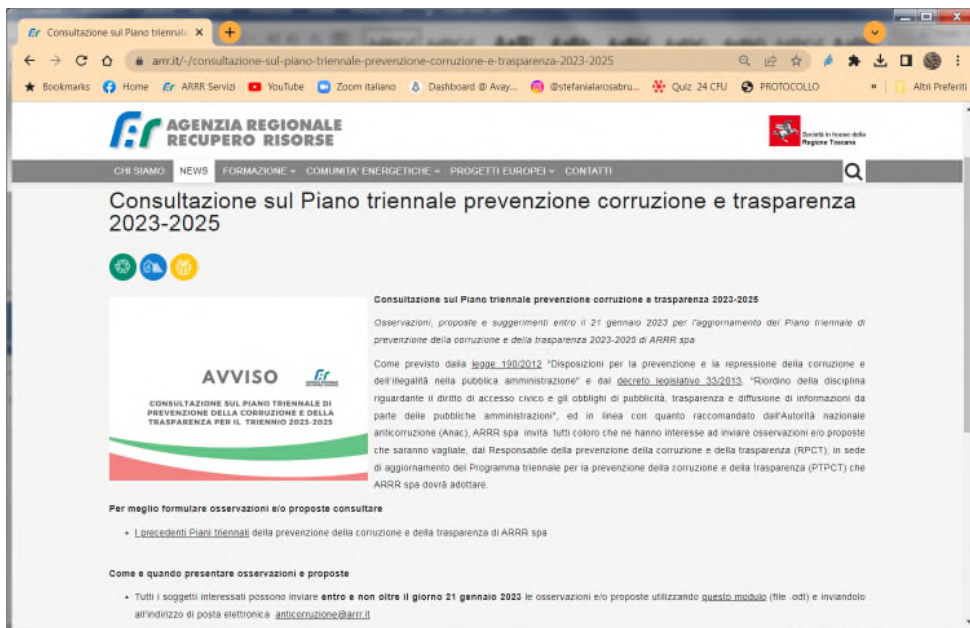 Consultazione sul Piano triennale
arrr.it/-/consultazione-sul-piano-triennale-prevenzione-corruzione-e-trasparenza-2023-2025
Bookmarks Home ARRR Servizi YouTube Zoom Italiano Dashboard @ Avay... @stefanialarosabru... Quiz 24 CFU PROTOCOLLO » Altri Preferiti
AGENZIA REGIONALE
RECUPERO RISORSE
Società in house della
Regione Toscana
CHI SIAMO NEWS FORMAZIONE COMUNITA' ENERGETICHE PROGETTI EUROPEI CONTATTI
Consultazione sul Piano triennale prevenzione corruzione e trasparenza
2023-2025
AVVISO
CONSULTAZIONE SUL PIANO TRIENNALE DI
PREVENZIONE DELLA CORRUZIONE E DELLA
TRASPARENZA PER IL TRIENNIO 2023-2025
Consultazione sul Piano triennale prevenzione corruzione e trasparenza 2023-2025
Osservazioni, proposte e suggerimenti entro il 21 gennaio 2023 per l'aggiornamento del Piano triennale di
prevenzione della corruzione e della trasparenza 2023-2025 di ARRR spa
Come previsto dalla legge 190/2012 "Disposizioni per la prevenzione e la repressione della corruzione e
dell'illegalità nella pubblica amministrazione" e dal decreto legislativo 33/2013, "Riordino della disciplina
riguardante il diritto di accesso civico e gli obblighi di pubblicità, trasparenza e diffusione di informazioni da
parte delle pubbliche amministrazioni", ed in linea con quanto raccomandato dall'Autorità nazionale
anticorruzione (Anac), ARRR spa invita tutti coloro che ne hanno interesse ad inviare osservazioni e/o proposte
che saranno vagliate, dal Responsabile della prevenzione della corruzione e della trasparenza (RPCT), in sede
di aggiornamento del Programma triennale per la prevenzione della corruzione e della trasparenza (PTPCT) che
ARRR spa dovrà adottare.
Per meglio formulare osservazioni e/o proposte consultare
• I precedenti Piani triennali della prevenzione della corruzione e della trasparenza di ARRR spa
Come e quando presentare osservazioni e proposte
• Tutti i soggetti interessati possono inviare entro e non oltre il giorno 21 gennaio 2023 le osservazioni e/o proposte utilizzando questo modulo (file .odt) e inviandolo
all'indirizzo di posta elettronica anticorruzione@arrr.it